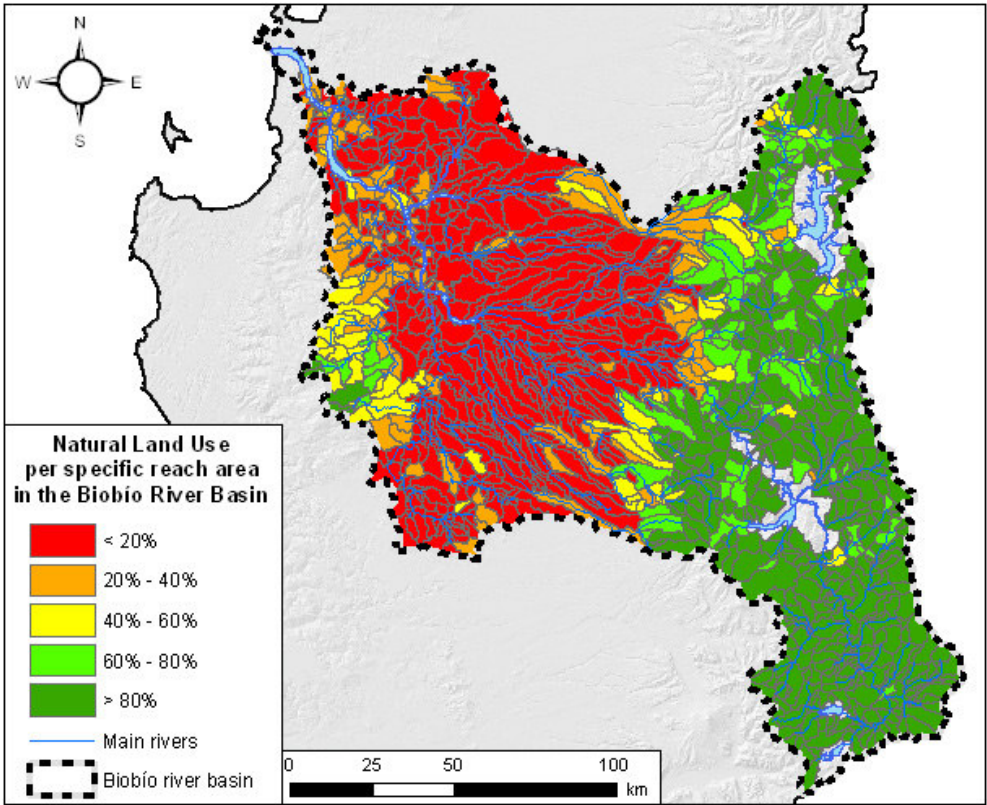 N
W
E
S
Natural Land Use
per specific reach area
in the Biobío River Basin
< 20%
20% - 40%
40% - 60%
60% - 80%
> 80%
Main rivers
Biobío river basin
0 25 50 100
km